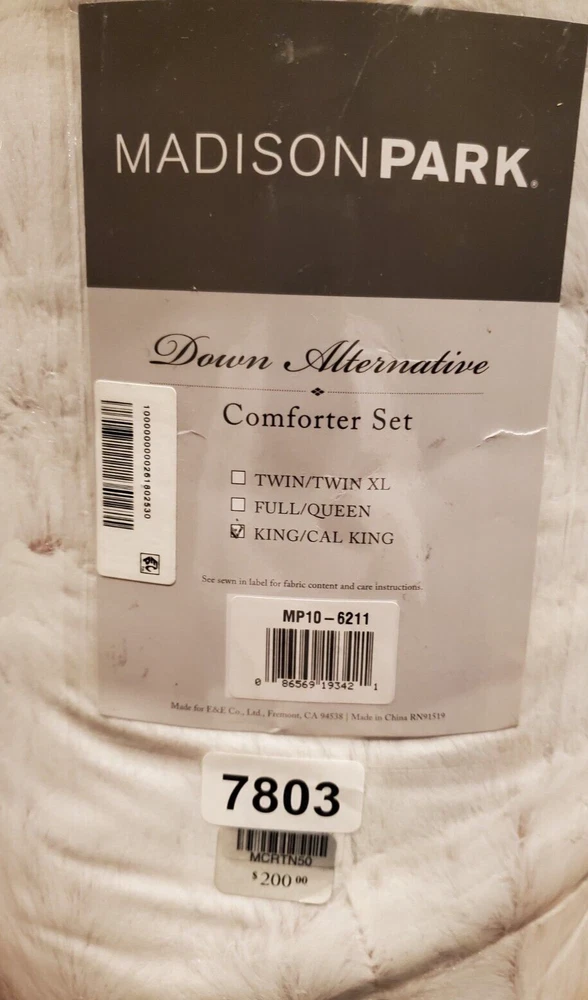 MADISONPARK®
Down Alternative
Comforter Set
TWIN/TWIN XL
FULL/QUEEN
KING/CAL KING
See sewn in label for fabric content and care instructions.
MP10-6211
0 86569 19342 1
Made for E&E Co., Ltd., Fremont, CA 94538 | Made in China RN91519
7803
MCRTN50
$200.00